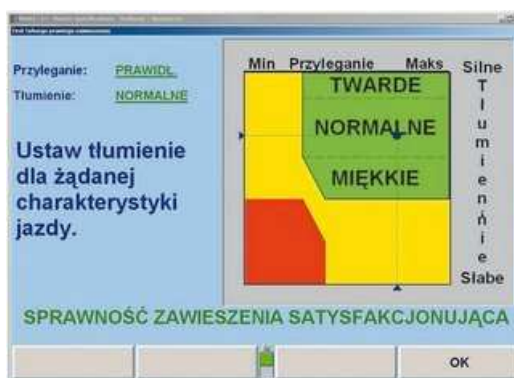 Przyleganie: PRAWIDŁ.
Tłumienie: NORMALNE
Ustaw tłumienie
dla żądanej
charakterystyki
jazdy.
Min Przyleganie Maks
Silne
Tłumiennie
Słabe
TWARDE
NORMALNE
MIĘKKIE
SPRAWNOŚĆ ZAWIESZENIA SATYSFAKCJONUJĄCA
OK